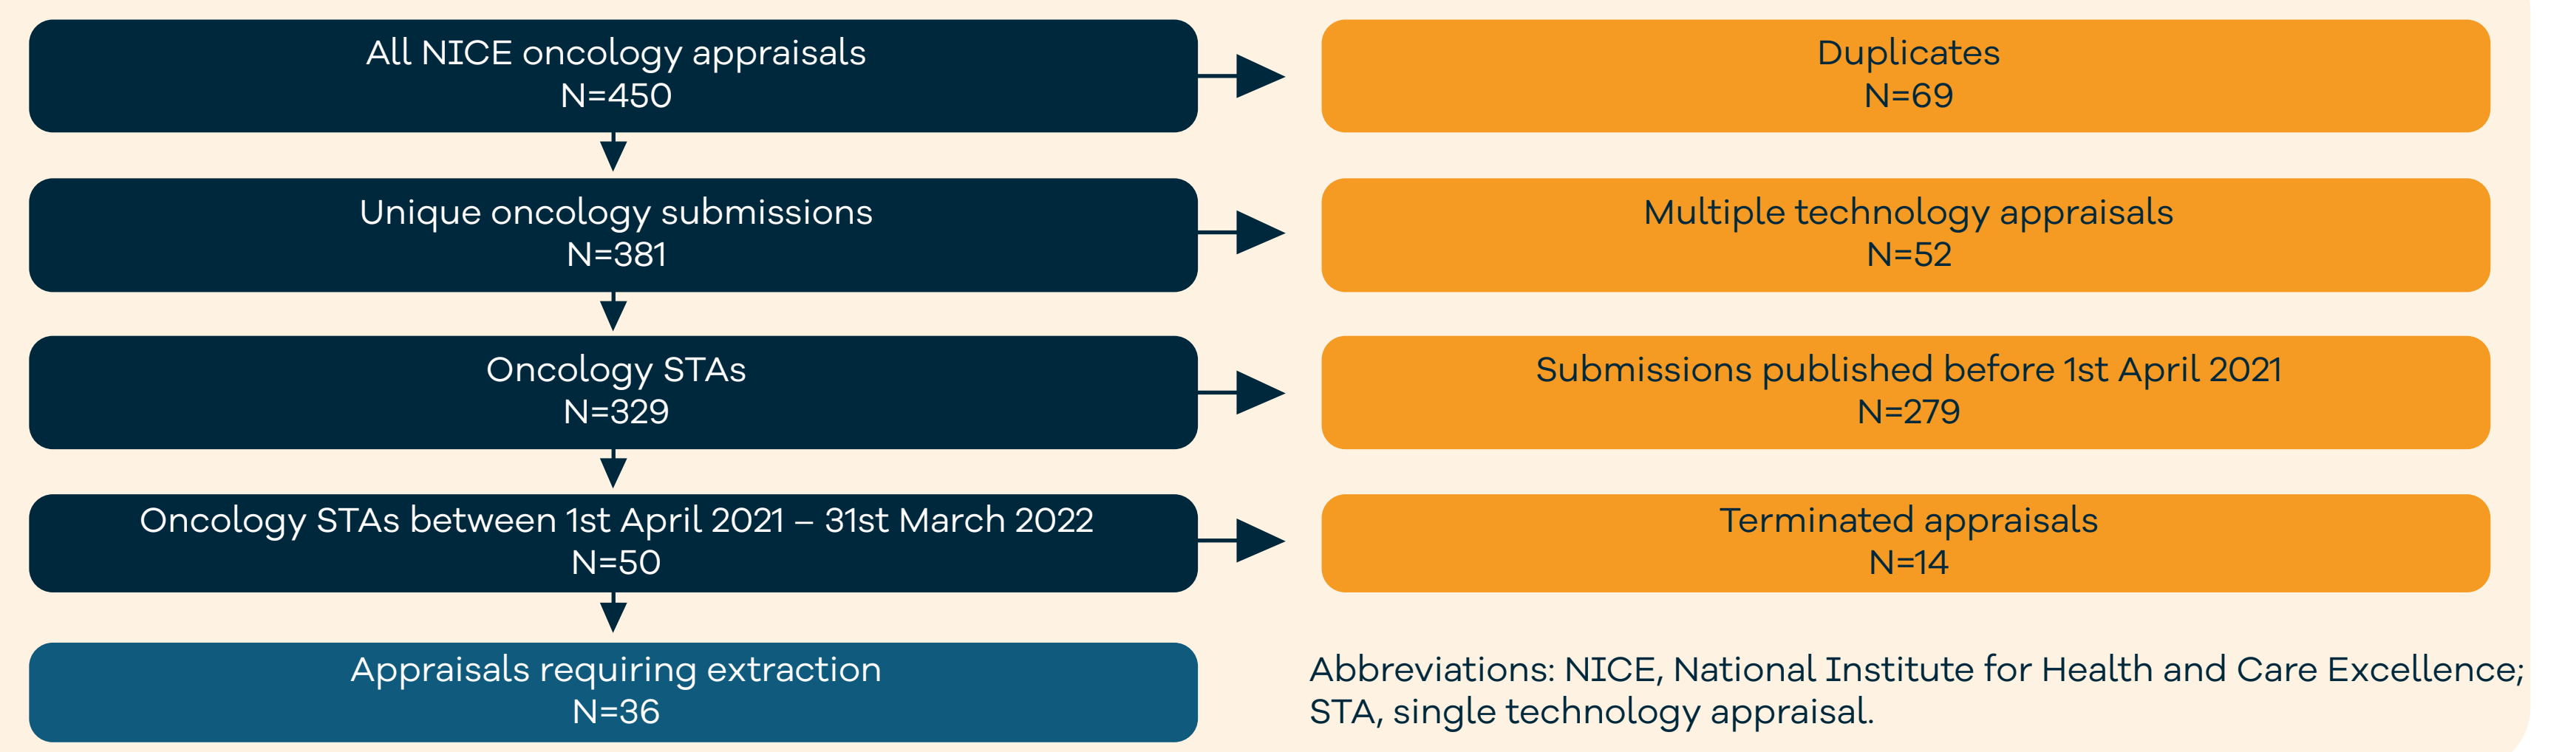 All NICE oncology appraisals
N=450
Duplicates
N=69
Unique oncology submissions
N=381
Multiple technology appraisals
N=52
Oncology STAs
N=329
Submissions published before 1st April 2021
N=279
Oncology STAs between 1st April 2021 – 31st March 2022
N=50
Terminated appraisals
N=14
Appraisals requiring extraction
N=36
Abbreviations: NICE, National Institute for Health and Care Excellence;
STA, single technology appraisal.